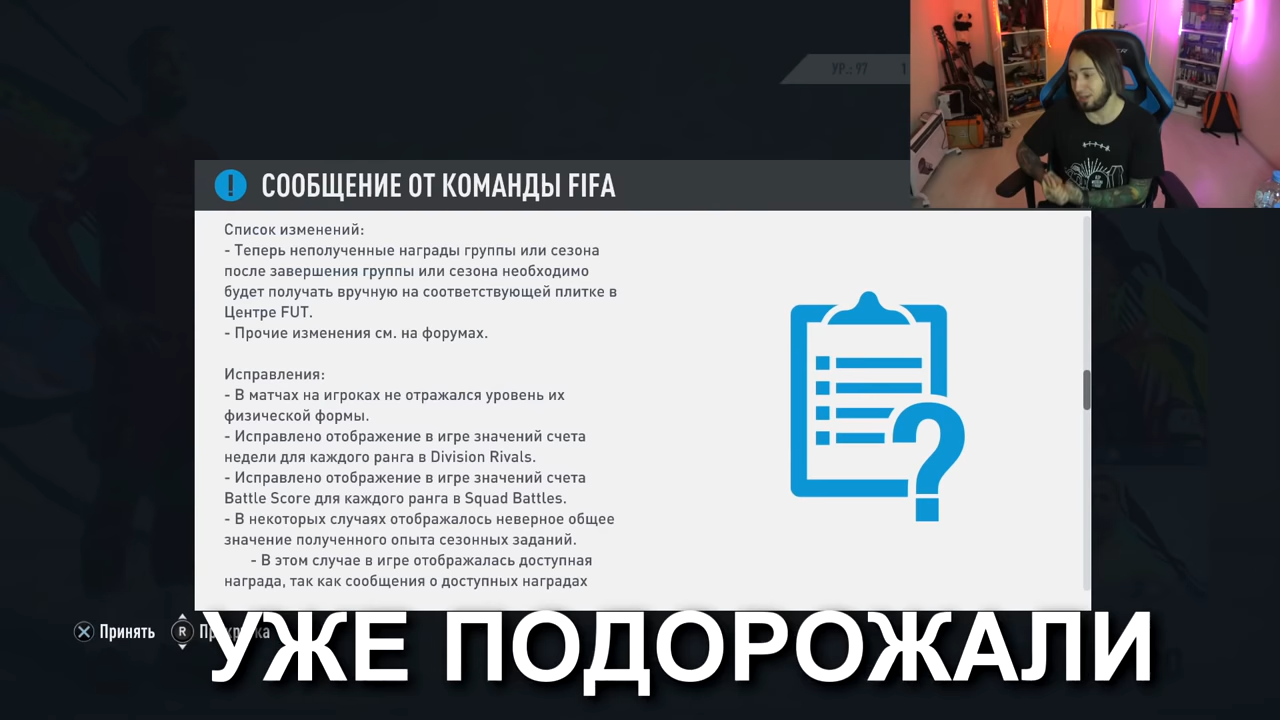 УР.: 97
1
СООБЩЕНИЕ ОТ КОМАНДЫ FIFA
Список изменений:
- Теперь неполученные награды группы или сезона
после завершения группы или сезона необходимо
будет получать вручную на соответствующей плитке в
Центре FUT.
- Прочие изменения см. на форумах.
Исправления:
- В матчах на игроках не отражался уровень их
физической формы.
- Исправлено отображение в игре значений счета
недели для каждого ранга в Division Rivals.
- Исправлено отображение в игре значений счета
Battle Score для каждого ранга в Squad Battles.
- В некоторых случаях отображалось неверное общее
значение полученного опыта сезонных заданий.
- В этом случае в игре отображалась доступная
награда, так как сообщения о доступных наградах
Принять R Прокрутка
УЖЕ ПОДОРОЖАЛИ